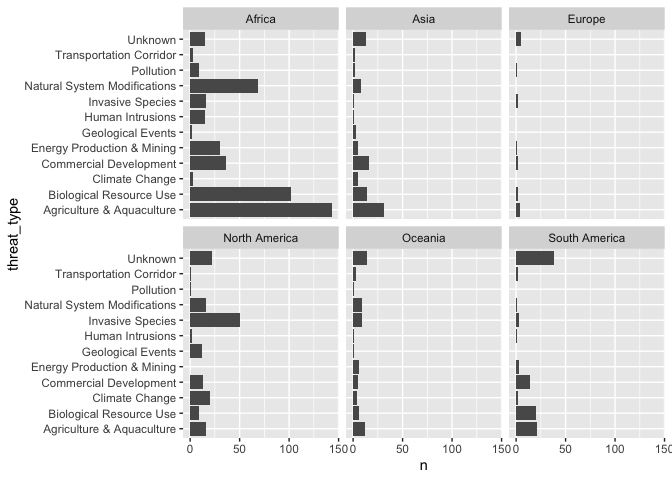 Africa
Asia
Europe
Unknown
Transportation Corridor
Pollution
Natural System Modifications
Invasive Species
Human Intrusions
Geological Events
Energy Production & Mining
Commercial Development
Climate Change
Biological Resource Use
Agriculture & Aquaculture
threat_type
North America
Oceania
South America
Unknown
Transportation Corridor
Pollution
Natural System Modifications
Invasive Species
Human Intrusions
Geological Events
Energy Production & Mining
Commercial Development
Climate Change
Biological Resource Use
Agriculture & Aquaculture
0 50 100 150 0 50 100 150 0 50 100 150
n